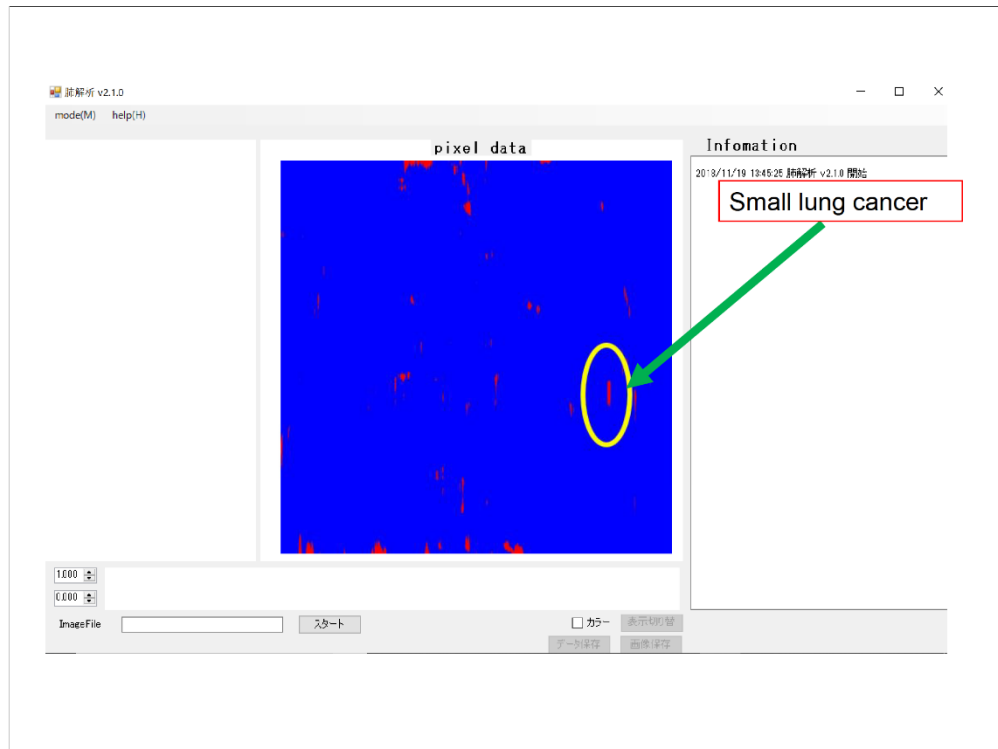 肺解析 v2.1.0
mode(M) help(H)
pixel data
Infomation
2018/11/19 13:45:25 肺解析 v2.1.0 開始
Small lung cancer
1.000
0.000
ImageFile
スタート
カラー
表示切り替
データ保存
画像保存